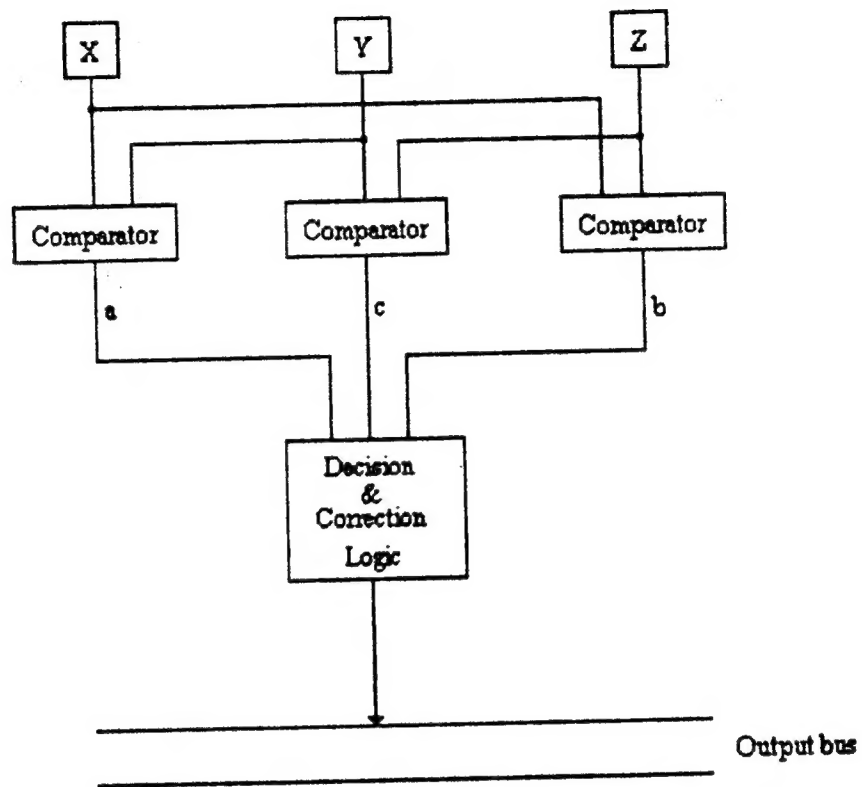 X
Y
Z
Comparator
Comparator
Comparator
a
c
b
Decision
&
Correction
Logic
Output bus